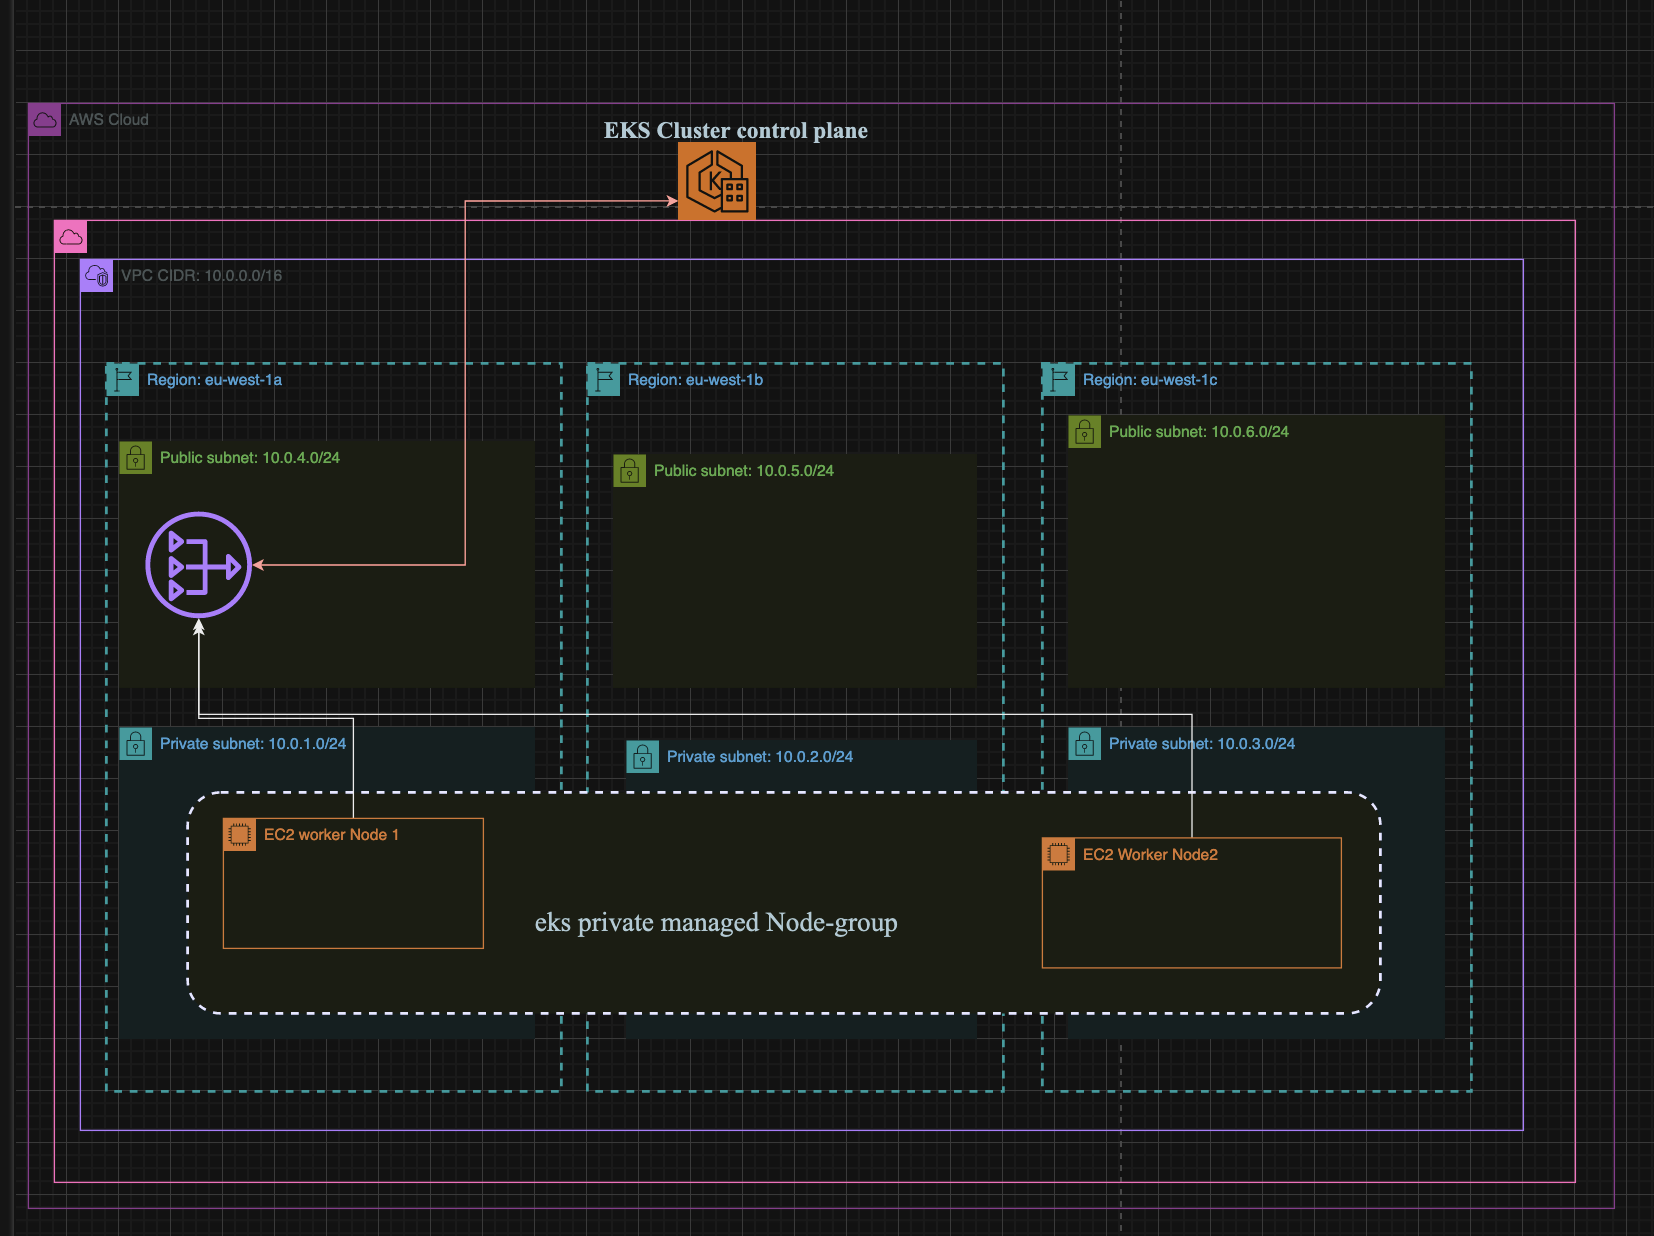 AWS Cloud
EKS Cluster control plane
VPC CIDR: 10.0.0.0/16
Region: eu-west-1a
Region: eu-west-1b
Region: eu-west-1c
Public subnet: 10.0.4.0/24
Public subnet: 10.0.5.0/24
Public subnet: 10.0.6.0/24
Private subnet: 10.0.1.0/24
Private subnet: 10.0.2.0/24
Private subnet: 10.0.3.0/24
EC2 worker Node 1
EC2 Worker Node2
eks private managed Node-group